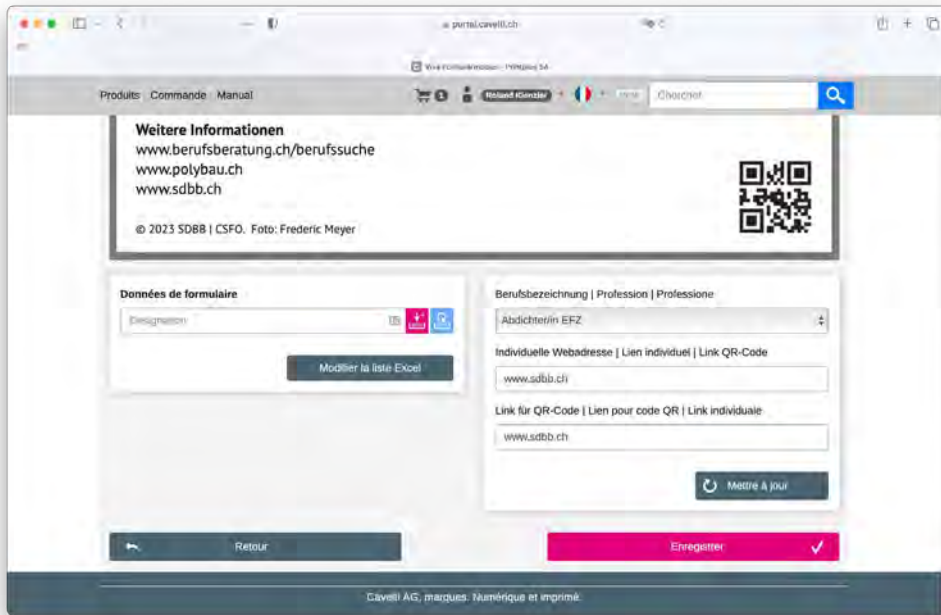 portal.cavelti.ch
Produits Commande Manual
1
Roland Kienzler
Chercher
Weitere Informationen
www.berufsberatung.ch/berufssuche
www.polybau.ch
www.sdbb.ch
© 2023 SDBB | CSFO. Foto: Frederic Meyer
Données de formulaire
Désignation
Modifier la liste Excel
Berufsbezeichnung | Profession | Professione
Abdichter/in EFZ
Individuelle Webadresse | Lien individuel | Link QR-Code
www.sdbb.ch
Link für QR-Code | Lien pour code QR | Link individuale
www.sdbb.ch
Mettre à jour
Retour
Enregistrer
Cavelti AG, marques. Numérique et imprimé.